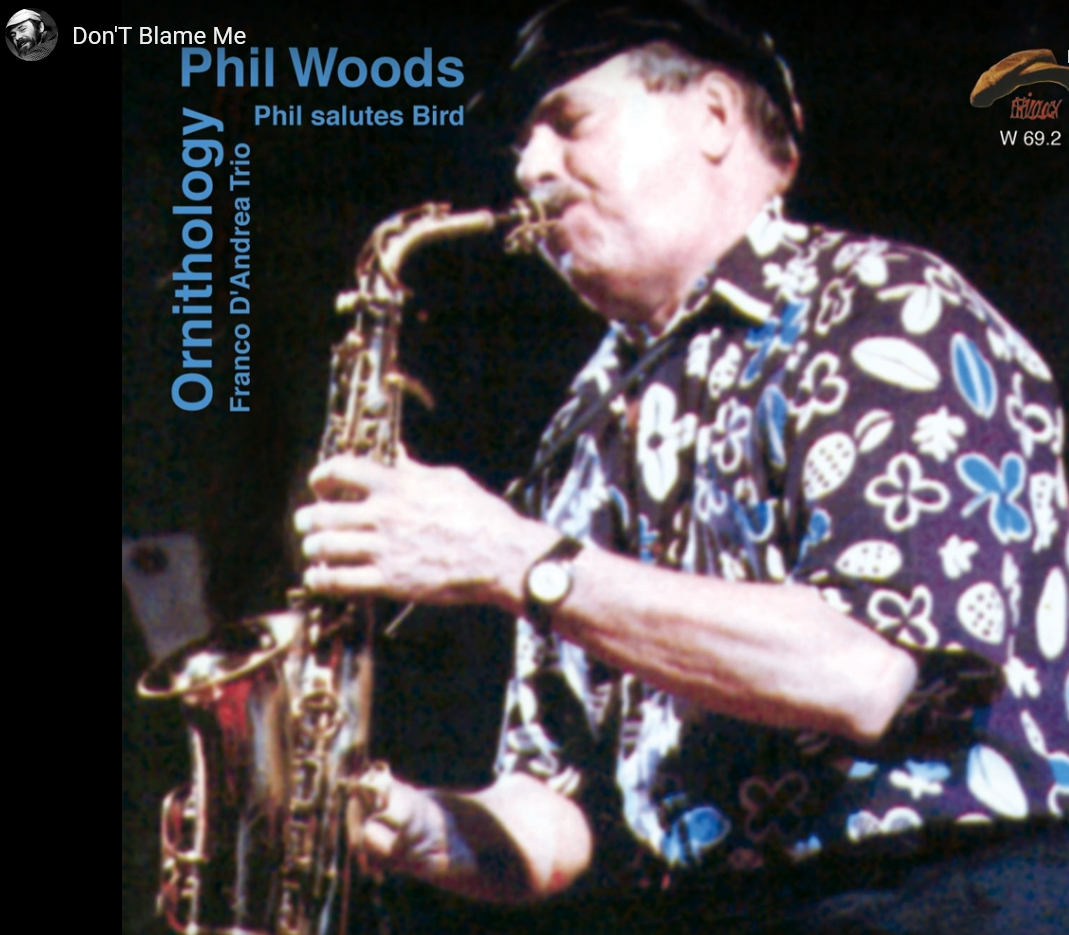 Don'T Blame Me
Phil Woods
Phil salutes Bird
Ornithology
Franco D'Andrea Trio
W 69.2